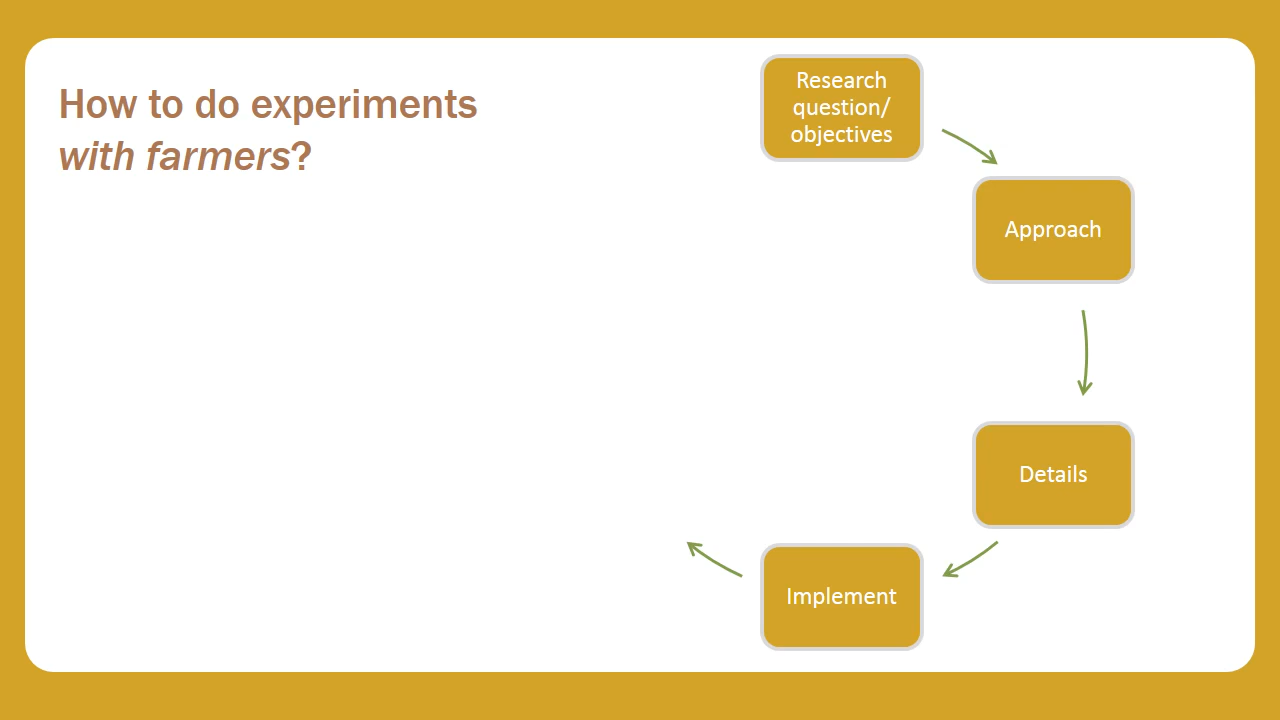 How to do experiments
with farmers?
Research
question/
objectives
Approach
Details
Implement